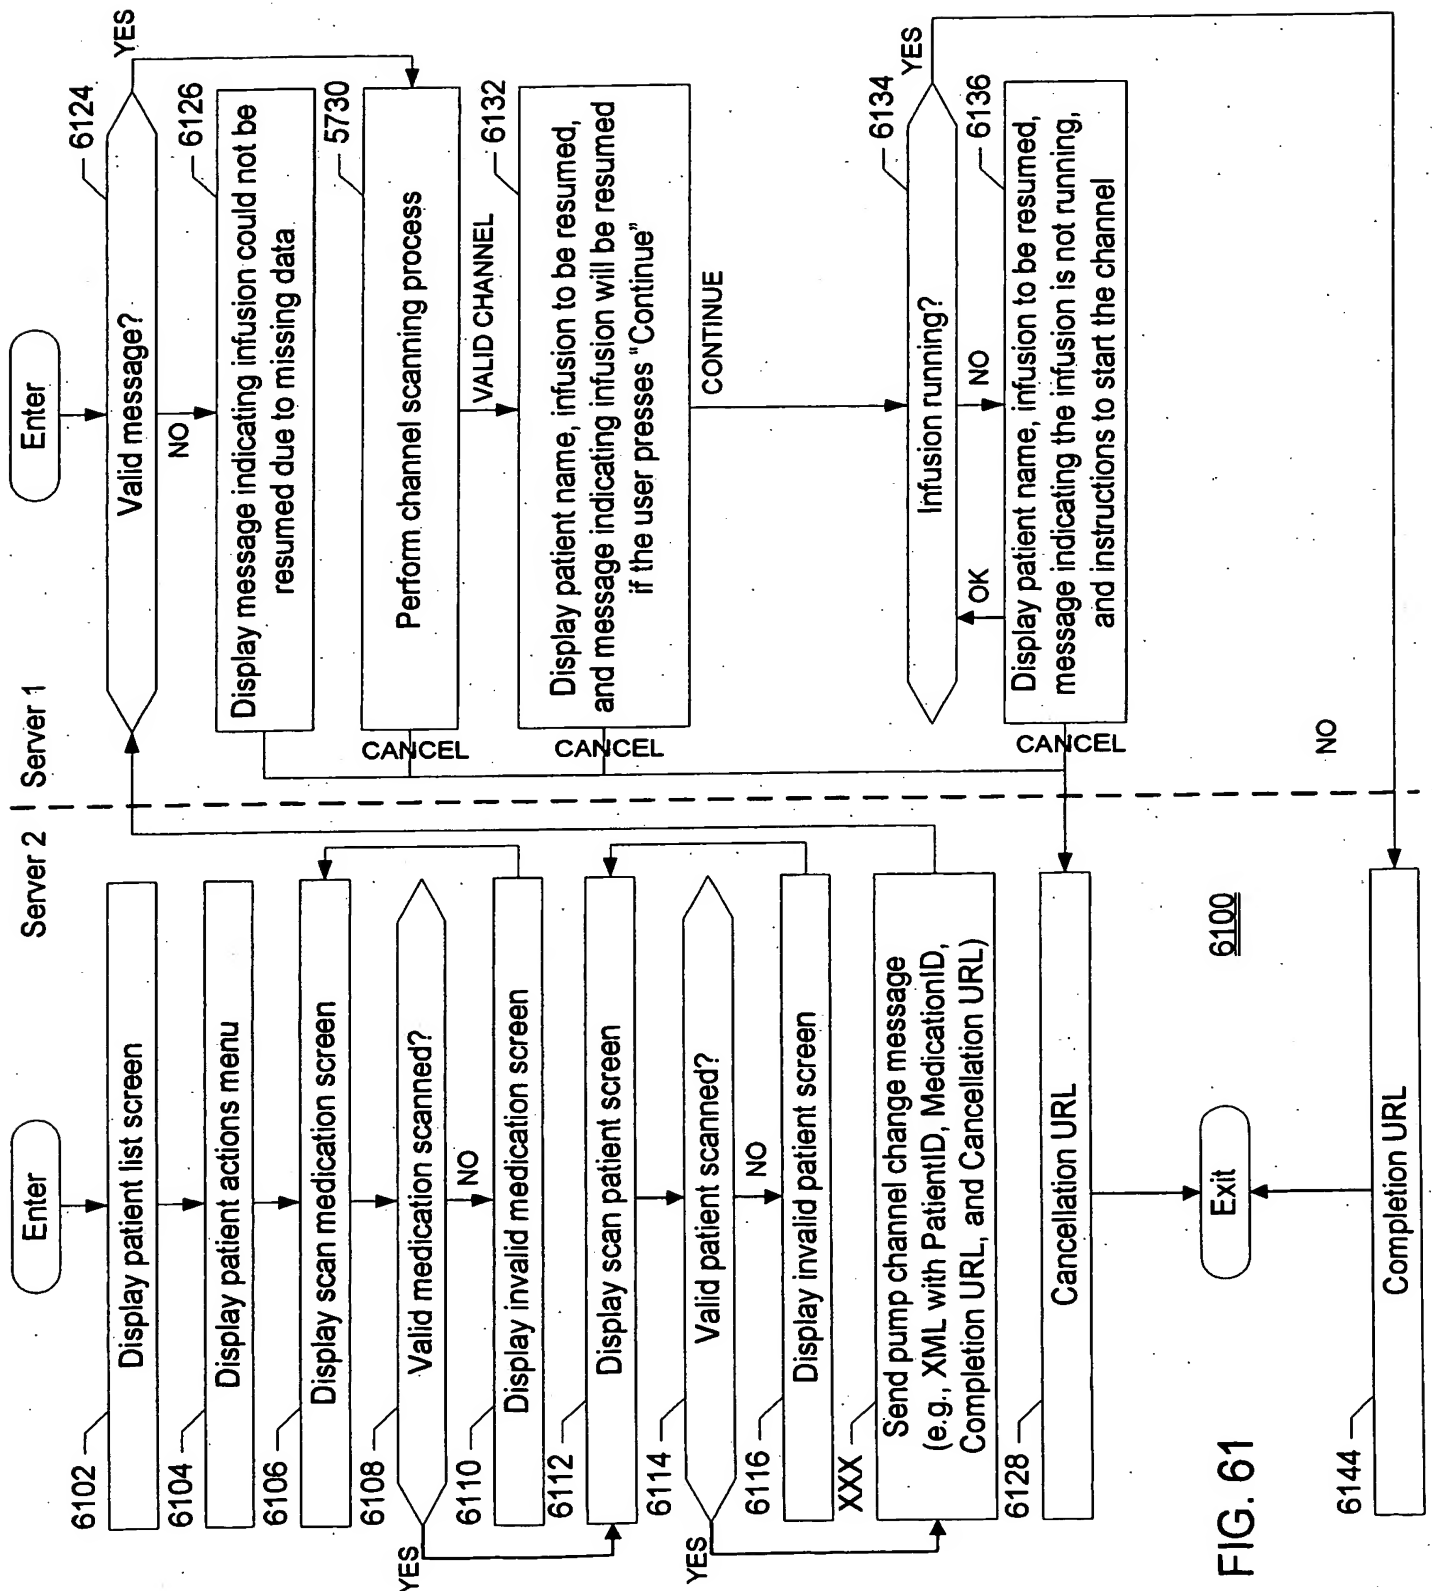 Server 2
Server 1
Enter
6102
Display patient list screen
6104
Display patient actions menu
6106
Display scan medication screen
6108
Valid medication scanned?
YES
NO
6110
Display invalid medication screen
6112
Display scan patient screen
6114
Valid patient scanned?
YES
NO
6116
Display invalid patient screen
XXX
Send pump channel change message
(e.g., XML with PatientID, MedicationID,
Completion URL, and Cancellation URL)
6128
Cancellation URL
Exit
6100
6144
Completion URL
FIG. 61
Enter
6124
Valid message?
YES
NO
6126
Display message indicating infusion could not be
resumed due to missing data
5730
Perform channel scanning process
CANCEL
VALID CHANNEL
6132
Display patient name, infusion to be resumed,
and message indicating infusion will be resumed
if the user presses "Continue"
CANCEL
CONTINUE
6134
Infusion running?
YES
NO
OK
6136
Display patient name, infusion to be resumed,
message indicating the infusion is not running,
and instructions to start the channel
CANCEL
NO